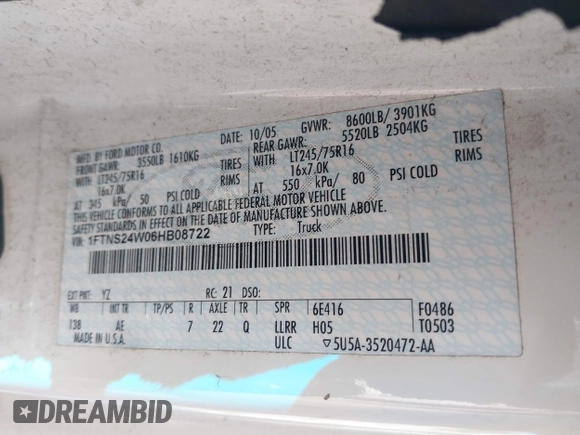 MFD. BY FORD MOTOR CO.
DATE: 10/05 GVWR: 8600LB/ 3901KG
FRONT GAWR: 3550LB 1610KG
REAR GAWR: 5520LB 2504KG
WITH LT245/75R16 TIRES
WITH LT245/75R16 TIRES
16x7.0K RIMS
16x7.0K RIMS
AT 345 kPa/ 50 PSI COLD
AT 550 kPa/ 80 PSI COLD
THIS VEHICLE CONFORMS TO ALL APPLICABLE FEDERAL MOTOR VEHICLE
SAFETY STANDARDS IN EFFECT ON THE DATE OF MANUFACTURE SHOWN ABOVE.
VIN: 1FTNS24W06HB08722
TYPE: Truck
EXT PNT: YZ RC: 21 DSO:
WB INT TR TP/PS R AXLE TR SPR 6E416 F0486
138 AE 7 22 Q LLRR H05 T0503
MADE IN U.S.A. ULC ▽5U5A-3520472-AA
DREAMBID